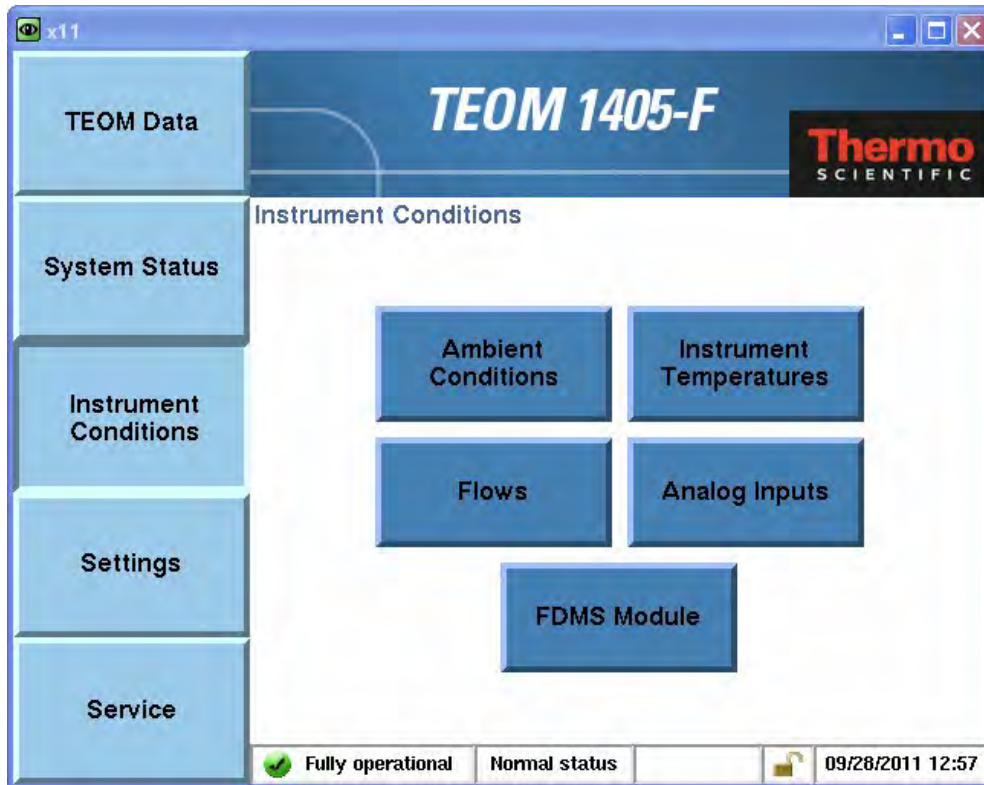 x11
TEOM Data
System Status
Instrument
Conditions
Settings
Service
TEOM 1405-F
Thermo
SCIENTIFIC
Instrument Conditions
Ambient
Conditions
Instrument
Temperatures
Flows
Analog Inputs
FDMS Module
Fully operational
Normal status
09/28/2011 12:57